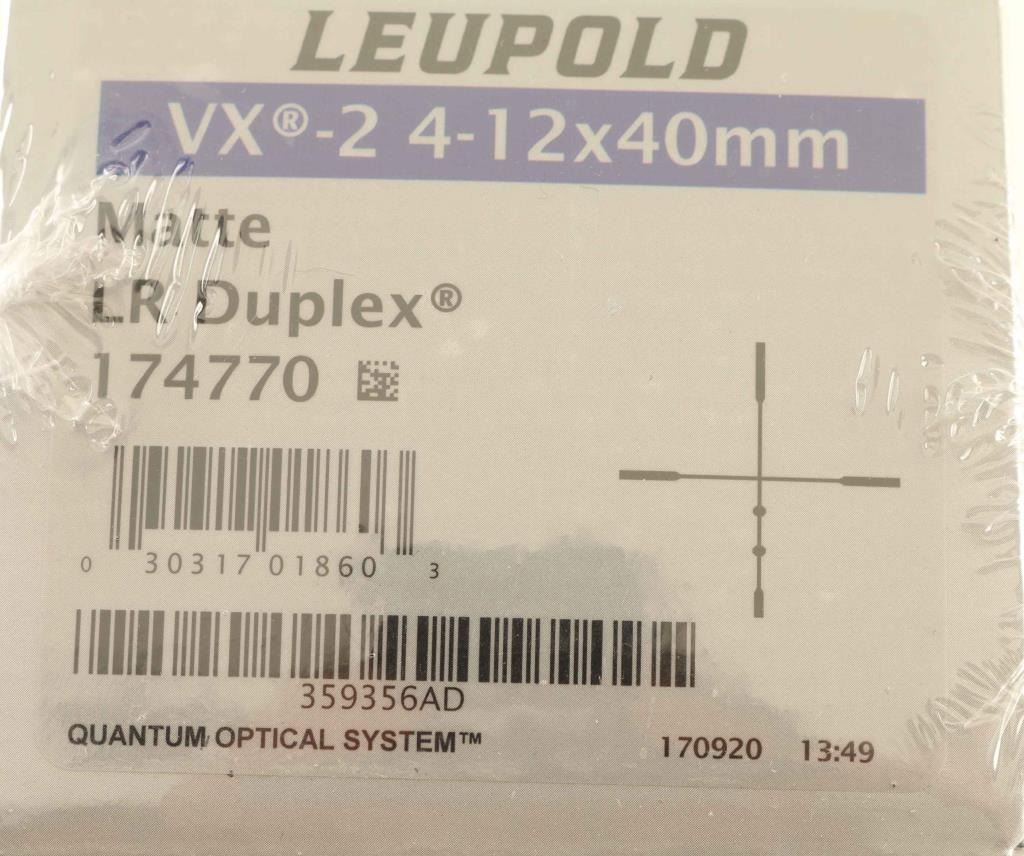 LEUPOLD
VX®-2 4-12x40mm
Matte
LR Duplex®
174770
0 30317 01860 3
359356AD
QUANTUM OPTICAL SYSTEM™ 170920 13:49